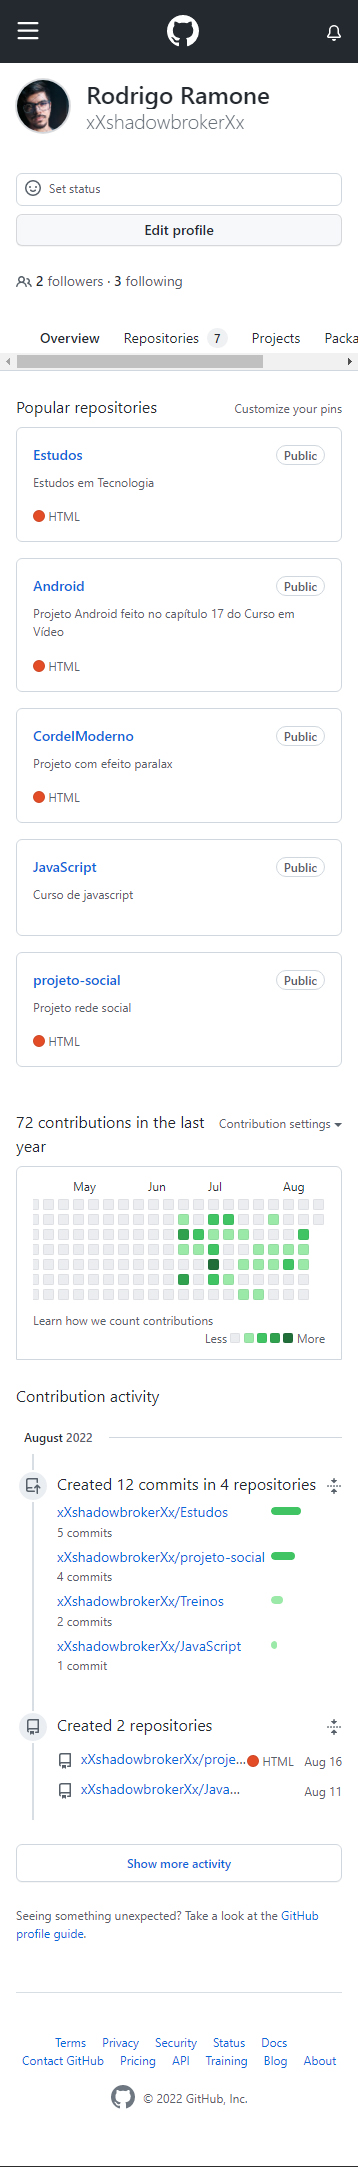 Rodrigo Ramone
xXshadowbrokerXx
Set status
Edit profile
2 followers · 3 following
Overview Repositories 7 Projects Packa
Popular repositories Customize your pins
Estudos Public
Estudos em Tecnologia
HTML
Android Public
Projeto Android feito no capítulo 17 do Curso em
Vídeo
HTML
CordelModerno Public
Projeto com efeito paralax
HTML
JavaScript Public
Curso de javascript
projeto-social Public
Projeto rede social
HTML
72 contributions in the last Contribution settings
year
May Jun Jul Aug
Learn how we count contributions
Less More
Contribution activity
August 2022
Created 12 commits in 4 repositories
xXshadowbrokerXx/Estudos
5 commits
xXshadowbrokerXx/projeto-social
4 commits
xXshadowbrokerXx/Treinos
2 commits
xXshadowbrokerXx/JavaScript
1 commit
Created 2 repositories
xXshadowbrokerXx/proje... HTML Aug 16
xXshadowbrokerXx/Java... Aug 11
Show more activity
Seeing something unexpected? Take a look at the GitHub
profile guide.
Terms Privacy Security Status Docs
Contact GitHub Pricing API Training Blog About
© 2022 GitHub, Inc.